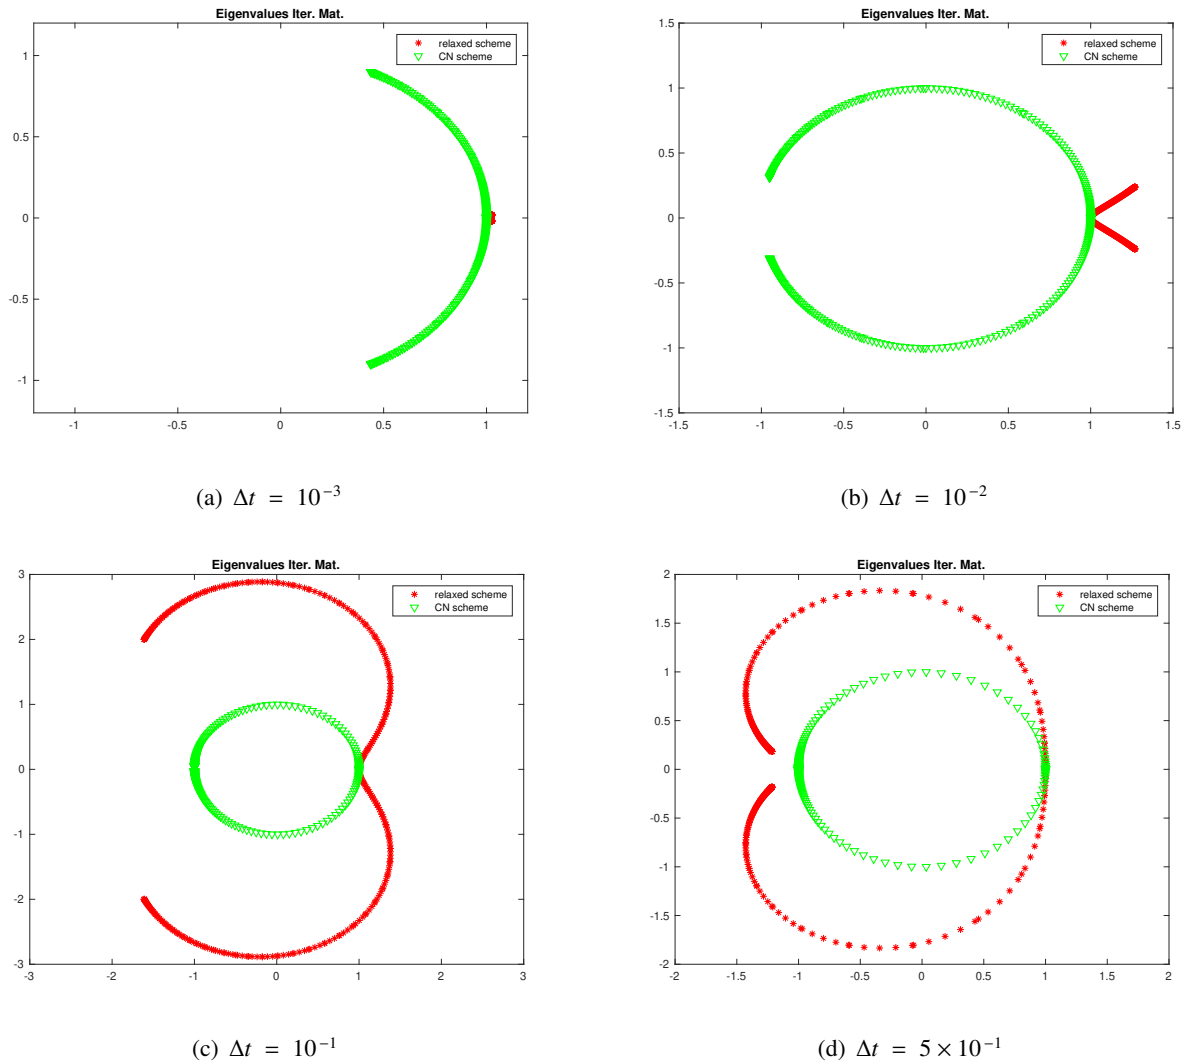 Eigenvalues Iter. Mat.
relaxed scheme
CN scheme
1
0.5
0
-0.5
-1
-1 -0.5 0 0.5 1
(a) Δt = 10⁻³
Eigenvalues Iter. Mat.
relaxed scheme
CN scheme
1.5
1
0.5
0
-0.5
-1
-1.5
-1.5 -1 -0.5 0 0.5 1 1.5
(b) Δt = 10⁻²
Eigenvalues Iter. Mat.
relaxed scheme
CN scheme
3
2
1
0
-1
-2
-3
-3 -2 -1 0 1 2 3
(c) Δt = 10⁻¹
Eigenvalues Iter. Mat.
relaxed scheme
CN scheme
2
1.5
1
0.5
0
-0.5
-1
-1.5
-2
-2 -1.5 -1 -0.5 0 0.5 1 1.5 2
(d) Δt = 5 × 10⁻¹